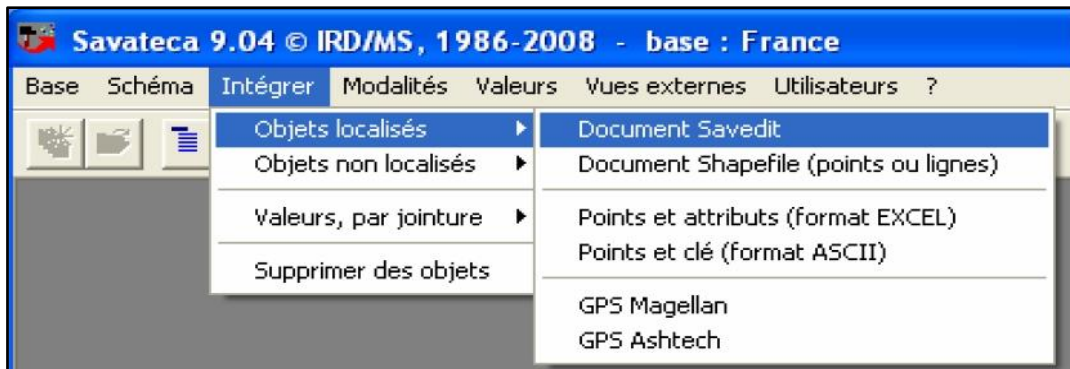 Savateca 9.04 © IRD/MS, 1986-2008 - base : France
Base Schéma Intégrer Modalités Valeurs Vues externes Utilisateurs ?
Objets localisés
Objets non localisés
Valeurs, par jointure
Supprimer des objets
Document Savedit
Document Shapefile (points ou lignes)
Points et attributs (format EXCEL)
Points et clé (format ASCII)
GPS Magellan
GPS Ashtech